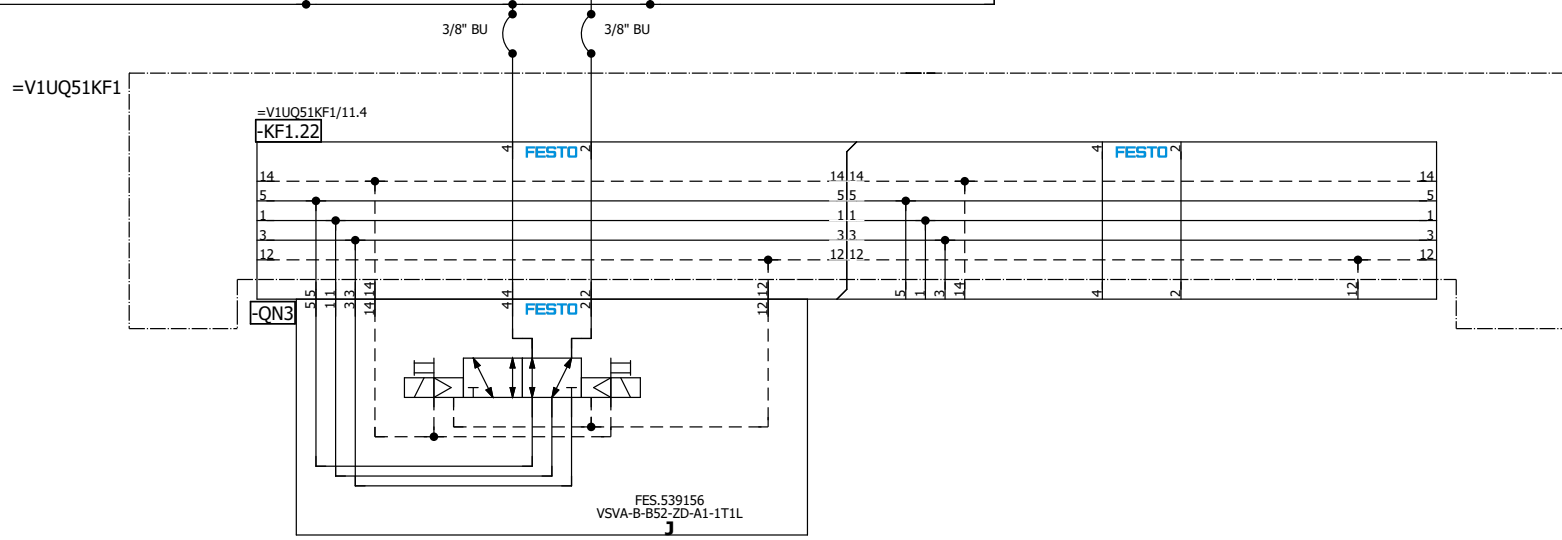 3/8" BU 3/8" BU
=V1UQ51KF1
=V1UQ51KF1/11.4
-KF1.22
4 FESTO 2 4 FESTO 2
14 14 14 14
5 5 5 5
1 1 1 1
3 3 3 3
12 12 12 12
5 1 3 14 4 2 12 5 1 3 14 4 2 12
-QN3
5 1 3 14 4 FESTO 2 12
FES.539156
VSVA-B-B52-ZD-A1-1T1L
J